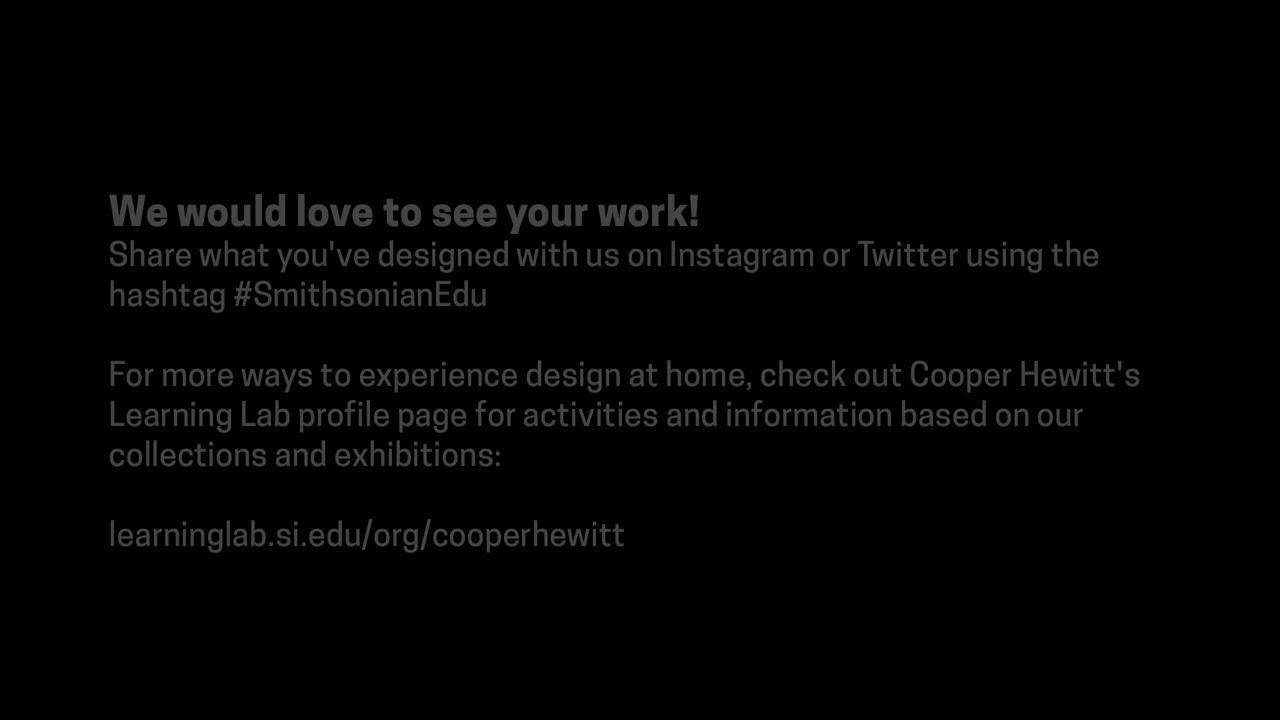 We would love to see your work!
Share what you've designed with us on Instagram or Twitter using the
hashtag #SmithsonianEdu
For more ways to experience design at home, check out Cooper Hewitt's
Learning Lab profile page for activities and information based on our
collections and exhibitions:
learninglab.si.edu/org/cooperhewitt